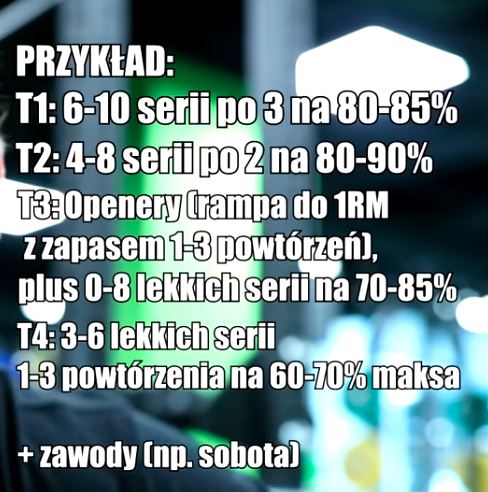 PRZYKŁAD:
T1: 6-10 serii po 3 na 80-85%
T2: 4-8 serii po 2 na 80-90%
T3: Openery (rampa do 1RM
z zapasem 1-3 powtórzeń),
plus 0-8 lekkich serii na 70-85%
T4: 3-6 lekkich serii
1-3 powtórzenia na 60-70% maksa
+ zawody (np. sobota)